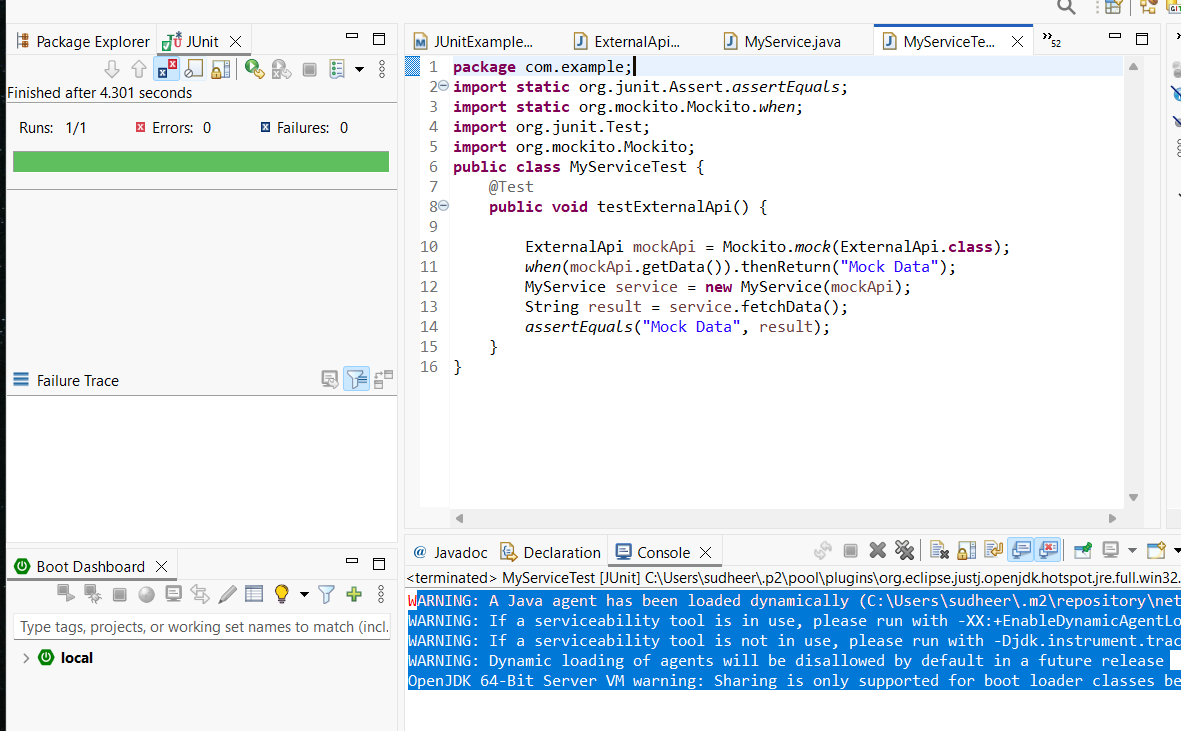 Package Explorer
JUnit
Finished after 4.301 seconds
Runs: 1/1
Errors: 0
Failures: 0
Failure Trace
Boot Dashboard
Type tags, projects, or working set names to match (incl.
local
JUnitExample...
ExternalApi...
MyService.java
MyServiceTe...
52
1 package com.example;
2 import static org.junit.Assert.assertEquals;
3 import static org.mockito.Mockito.when;
4 import org.junit.Test;
5 import org.mockito.Mockito;
6 public class MyServiceTest {
7 @Test
8 public void testExternalApi() {
9
10 ExternalApi mockApi = Mockito.mock(ExternalApi.class);
11 when(mockApi.getData()).thenReturn("Mock Data");
12 MyService service = new MyService(mockApi);
13 String result = service.fetchData();
14 assertEquals("Mock Data", result);
15 }
16 }
@ Javadoc
Declaration
Console
<terminated> MyServiceTest [JUnit] C:\Users\sudheer\.p2\pool\plugins\org.eclipse.justj.openjdk.hotspot.jre.full.win32.
WARNING: A Java agent has been loaded dynamically (C:\Users\sudheer\.m2\repository\net
WARNING: If a serviceability tool is in use, please run with -XX:+EnableDynamicAgentLo
WARNING: If a serviceability tool is not in use, please run with -Djdk.instrument.trac
WARNING: Dynamic loading of agents will be disallowed by default in a future release
OpenJDK 64-Bit Server VM warning: Sharing is only supported for boot loader classes be